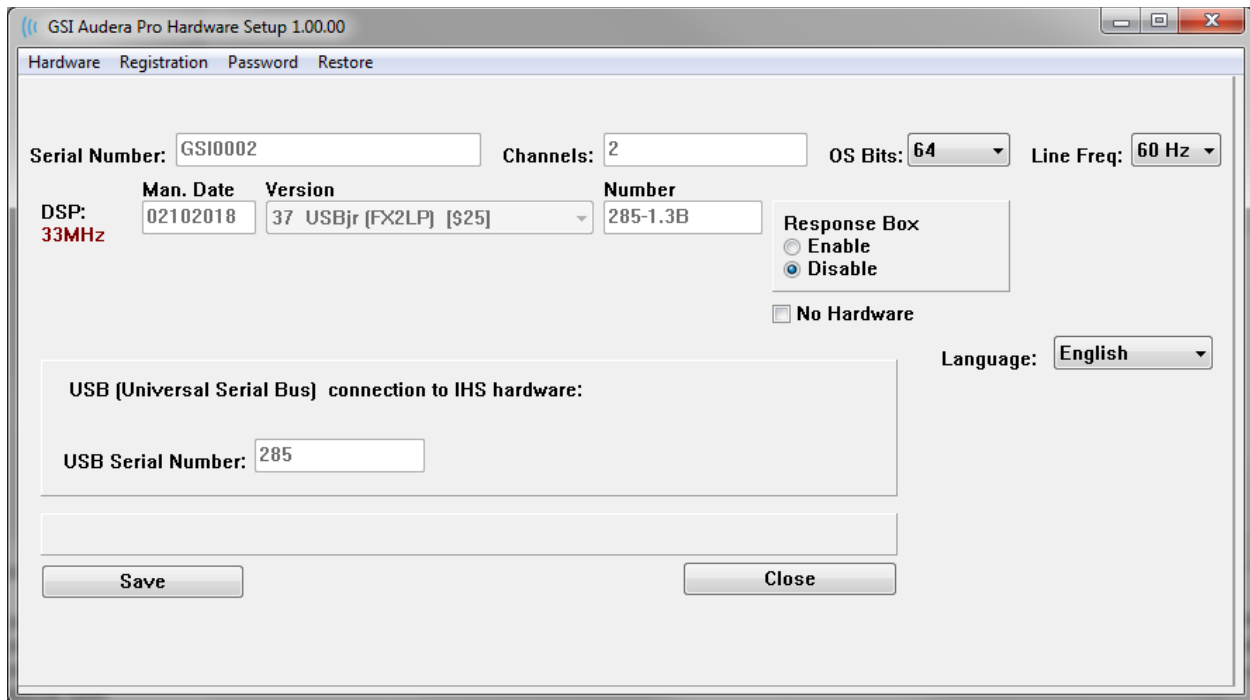 GSI Audera Pro Hardware Setup 1.00.00
Hardware Registration Password Restore
Serial Number: GSI0002 Channels: 2 OS Bits: 64 Line Freq: 60 Hz
Man. Date Version Number
DSP: 02102018 37 USBjr (FX2LP) [$25] 285-1.3B
33MHz
Response Box
Enable
Disable
No Hardware
Language: English
USB (Universal Serial Bus) connection to IHS hardware:
USB Serial Number: 285
Save Close